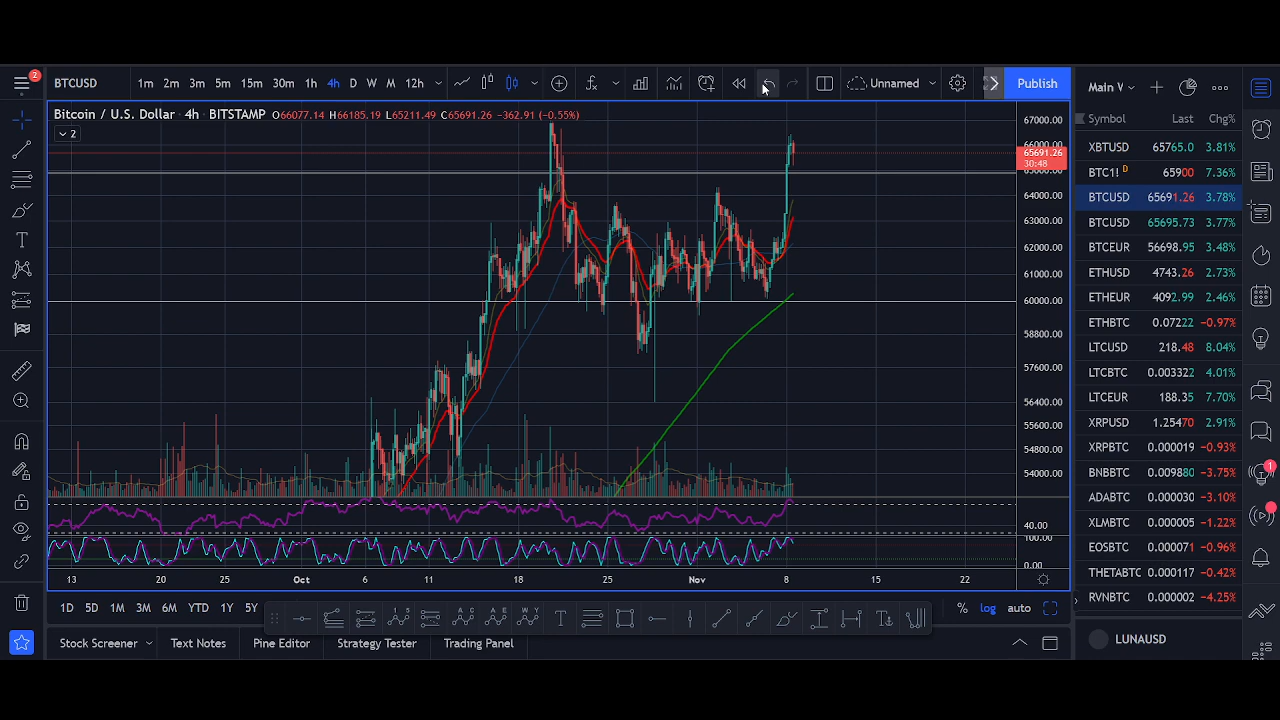 2
BTCUSD 1m 2m 3m 5m 15m 30m 1h 4h D W M 12h Unnamed Publish
Bitcoin / U.S. Dollar 4h BITSTAMP O66077.14 H66185.19 L65211.49 C65691.26 −362.91 (−0.55%)
2
67000.00
66000.00
65691.26
30:48
65000.00
64000.00
63000.00
62000.00
61000.00
60000.00
58800.00
57600.00
56400.00
55600.00
54800.00
54000.00
40.00
100.00
0.00
13 20 25 Oct 6 11 18 25 Nov 8 15 22
1D 5D 1M 3M 6M YTD 1Y 5Y
% log auto
Stock Screener Text Notes Pine Editor Strategy Tester Trading Panel
Main
Symbol Last Chg%
XBTUSD 65765.0 3.81%
BTC1! D 65900 7.36%
BTCUSD 65691.26 3.78%
BTCUSD 65695.73 3.77%
BTCEUR 56698.95 3.48%
ETHUSD 4743.26 2.73%
ETHEUR 4092.99 2.46%
ETHBTC 0.07222 −0.97%
LTCUSD 218.48 8.04%
LTCBTC 0.003322 4.01%
LTCEUR 188.35 7.70%
XRPUSD 1.25470 2.91%
XRPBTC 0.000019 −0.93%
BNBBTC 0.009880 −3.75%
ADABTC 0.000030 −3.10%
XLMBTC 0.000005 −1.22%
EOSBTC 0.000071 −0.96%
THETABTC 0.000117 −0.42%
RVNBTC 0.000002 −4.25%
LUNAUSD
1